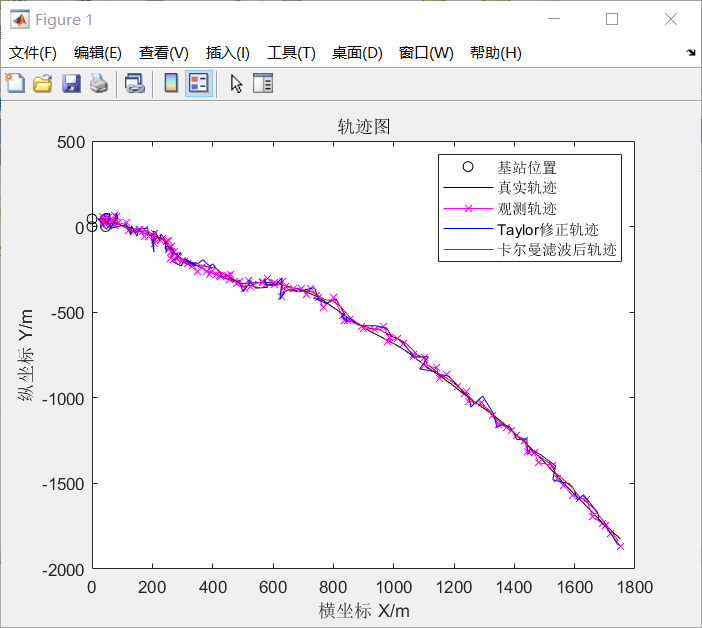 Figure 1
文件(F) 编辑(E) 查看(V) 插入(I) 工具(T) 桌面(D) 窗口(W) 帮助(H)
轨迹图
500
0
-500
-1000
-1500
-2000
纵坐标 Y/m
基站位置
真实轨迹
观测轨迹
Taylor修正轨迹
卡尔曼滤波后轨迹
0 200 400 600 800 1000 1200 1400 1600 1800
横坐标 X/m